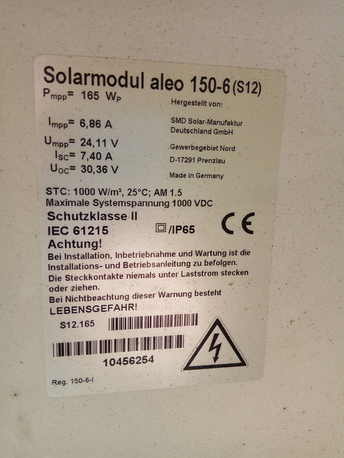 Solarmodul aleo 150-6 (S12)
Pmpp= 165 WP
Hergestellt von:
Impp= 6,86 A
SMD Solar-Manufaktur
Deutschland GmbH
Umpp= 24,11 V
ISC= 7,40 A
Gewerbegebiet Nord
D-17291 Prenzlau
UOC= 30,36 V
Made in Germany
STC: 1000 W/m², 25°C; AM 1.5
Maximale Systemspannung 1000 VDC
Schutzklasse II
IEC 61215
/IP65
CE
Achtung!
Bei Installation, Inbetriebnahme und Wartung ist die
Installations- und Betriebsanleitung zu befolgen.
Die Steckkontakte niemals unter Laststrom stecken
oder ziehen.
Bei Nichtbeachtung dieser Warnung besteht
LEBENSGEFAHR!
S12.165
10456254
Reg. 150-6-I